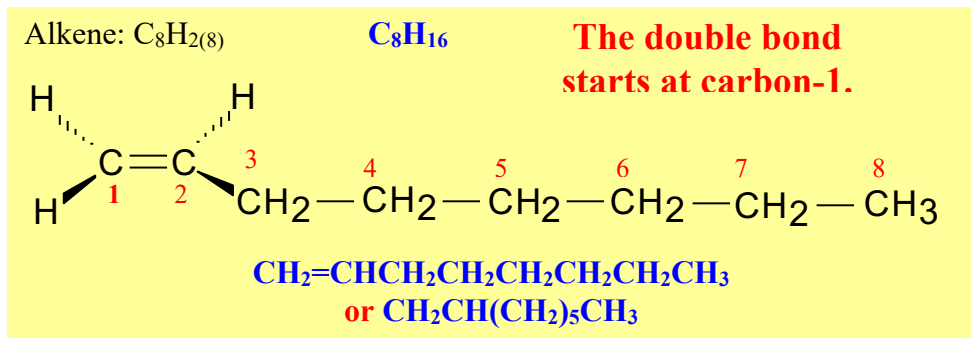 Alkene: C₈H₂₍₈₎ C₈H₁₆ The double bond
starts at carbon-1.
H H
C=C 3 4 5 6 7 8
1 2
H CH₂—CH₂—CH₂—CH₂—CH₂—CH₃
CH₂=CHCH₂CH₂CH₂CH₂CH₂CH₃
or CH₂CH(CH₂)₅CH₃